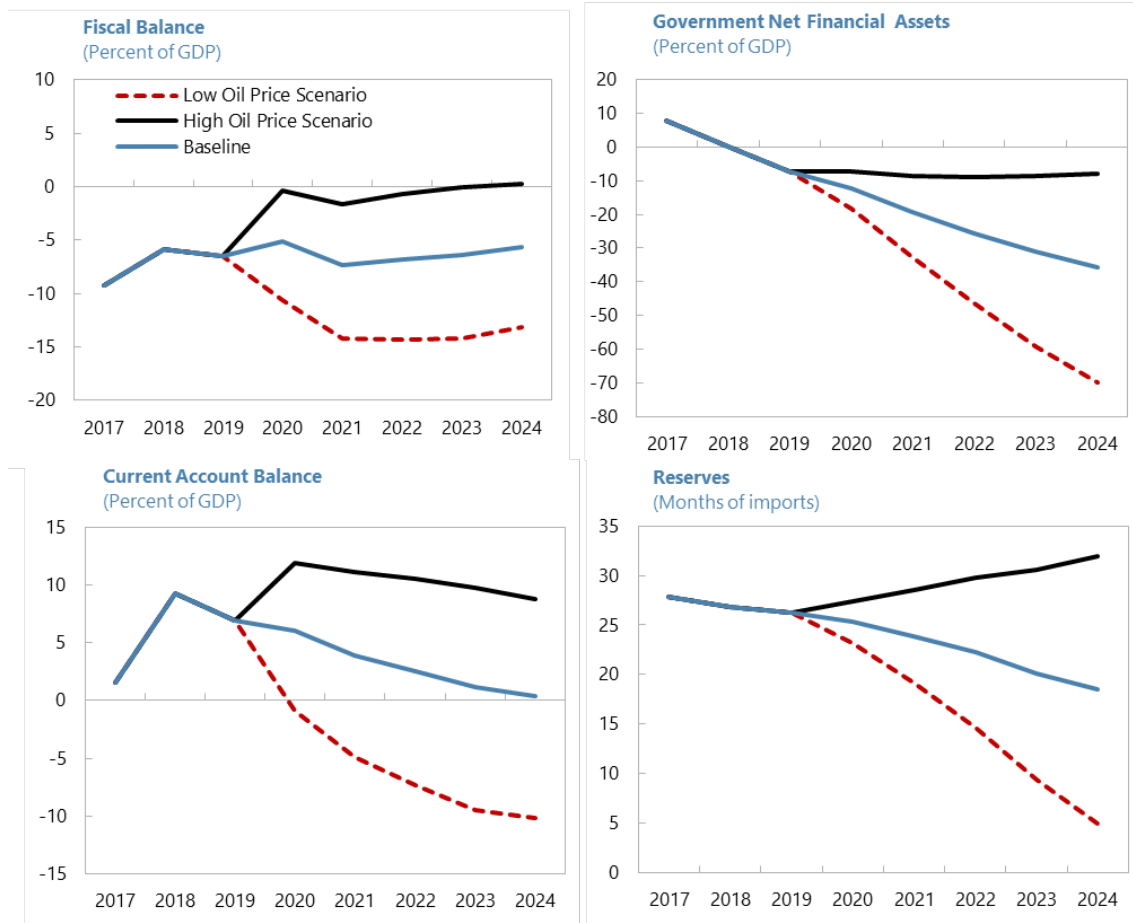 Fiscal Balance
(Percent of GDP)
10
5
0
-5
-10
-15
-20
Low Oil Price Scenario
High Oil Price Scenario
Baseline
2017 2018 2019 2020 2021 2022 2023 2024
Government Net Financial Assets
(Percent of GDP)
20
10
0
-10
-20
-30
-40
-50
-60
-70
-80
2017 2018 2019 2020 2021 2022 2023 2024
Current Account Balance
(Percent of GDP)
15
10
5
0
-5
-10
-15
2017 2018 2019 2020 2021 2022 2023 2024
Reserves
(Months of imports)
35
30
25
20
15
10
5
0
2017 2018 2019 2020 2021 2022 2023 2024